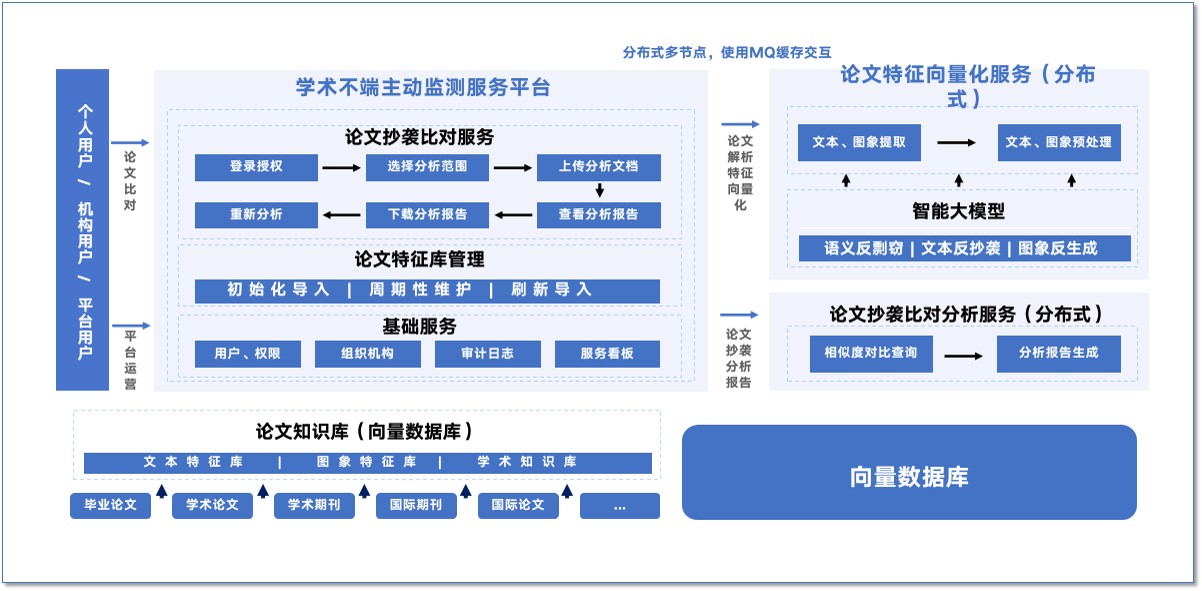 分布式多节点，使用MQ缓存交互
个人用户 / 机构用户 / 平台用户
论文比对
平台运营
学术不端主动监测服务平台
论文抄袭比对服务
登录授权
选择分析范围
上传分析文档
重新分析
下载分析报告
查看分析报告
论文特征库管理
初始化导入 | 周期性维护 | 刷新导入
基础服务
用户、权限
组织机构
审计日志
服务看板
论文
解析
特征
向量
化
论文
抄袭
分析
报告
论文特征向量化服务（分布
式）
文本、图象提取
文本、图象预处理
智能大模型
语义反剽窃 | 文本反抄袭 | 图象反生成
论文抄袭比对分析服务（分布式）
相似度对比查询
分析报告生成
论文知识库（向量数据库）
文本特征库 | 图象特征库 | 学术知识库
毕业论文
学术论文
学术期刊
国际期刊
国际论文
...
向量数据库